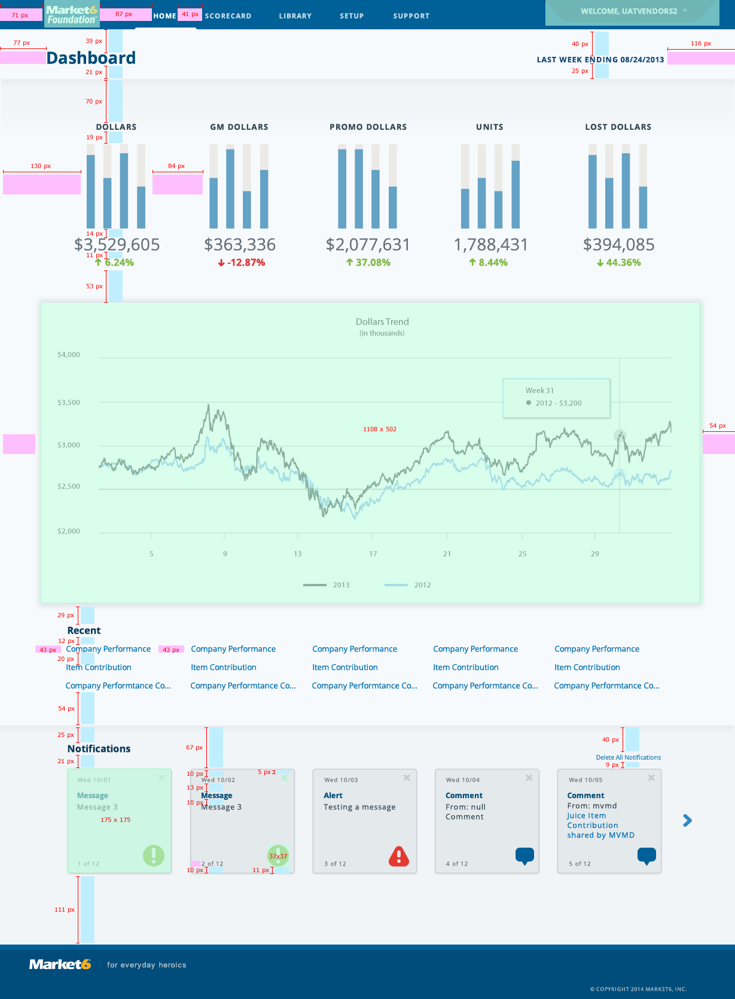 71 px
Market6
Foundation™
87 px
HOME
41 px
SCORECARD
LIBRARY
SETUP
SUPPORT
WELCOME, UATVENDORS2
77 px
39 px
40 px
116 px
Dashboard
LAST WEEK ENDING 08/24/2013
21 px
25 px
70 px
DOLLARS
GM DOLLARS
PROMO DOLLARS
UNITS
LOST DOLLARS
19 px
130 px
84 px
14 px
$3,529,605
$363,336
$2,077,631
1,788,431
$394,085
11 px
6.24%
-12.87%
37.08%
8.44%
44.36%
53 px
Dollars Trend
(in thousands)
$4,000
$3,500
$3,000
$2,500
$2,000
Week 31
2012 - $3,200
1108 x 502
54 px
5
9
13
17
21
25
29
2013
2012
29 px
Recent
12 px
43 px
Company Performance
43 px
Company Performance
Company Performance
Company Performance
Company Performance
20 px
Item Contribution
Item Contribution
Item Contribution
Item Contribution
Item Contribution
Company Performtance Co...
Company Performtance Co...
Company Performtance Co...
Company Performtance Co...
Company Performtance Co...
54 px
25 px
67 px
40 px
Notifications
Delete All Notifications
21 px
9 px
Wed 10/01
Message
Message 3
175 x 175
1 of 12
10 px
5 px
Wed 10/02
13 px
Message
10 px
Message 3
37x37
2 of 12
10 px
11 px
Wed 10/03
Alert
Testing a message
3 of 12
Wed 10/04
Comment
From: null
Comment
4 of 12
Wed 10/05
Comment
From: mvmd
Juice Item
Contribution
shared by MVMD
5 of 12
111 px
Market6
for everyday heroics
© COPYRIGHT 2014 MARKET6, INC.